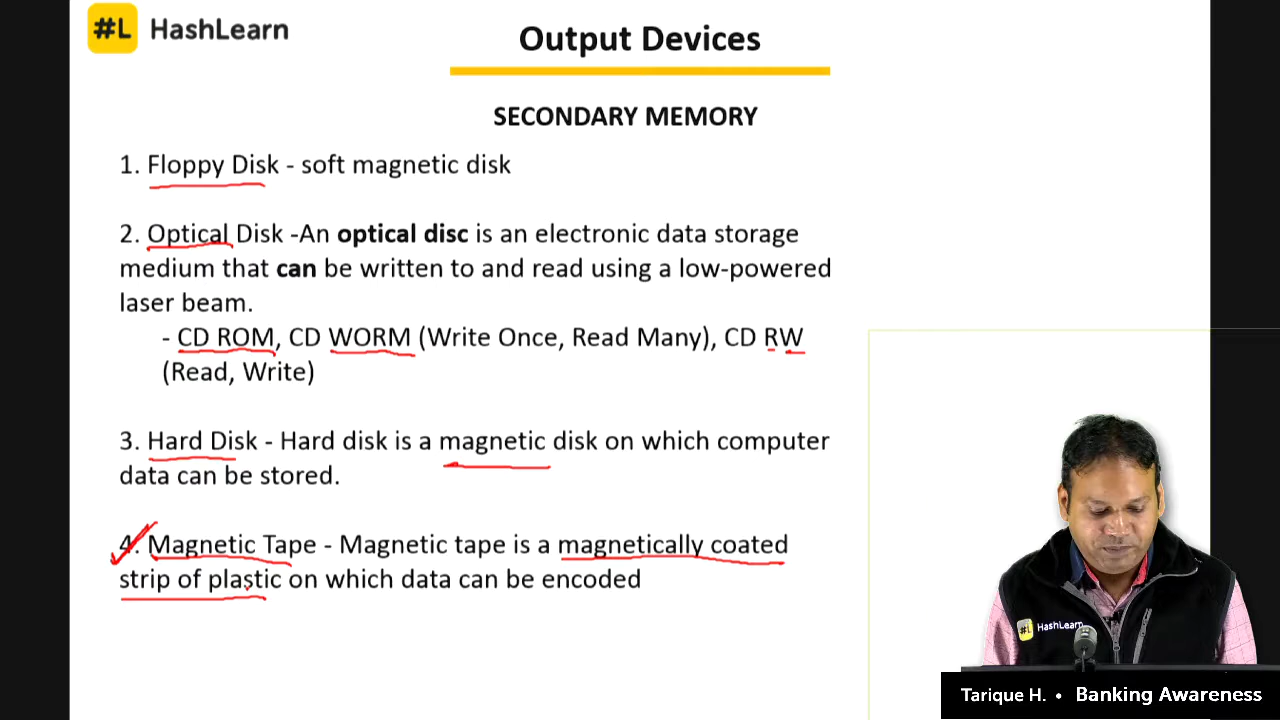 #L HashLearn
Output Devices
SECONDARY MEMORY
1. Floppy Disk - soft magnetic disk
2. Optical Disk -An optical disc is an electronic data storage
medium that can be written to and read using a low-powered
laser beam.
- CD ROM, CD WORM (Write Once, Read Many), CD RW
(Read, Write)
3. Hard Disk - Hard disk is a magnetic disk on which computer
data can be stored.
4. Magnetic Tape - Magnetic tape is a magnetically coated
strip of plastic on which data can be encoded
#L HashLearn
Tarique H. • Banking Awareness